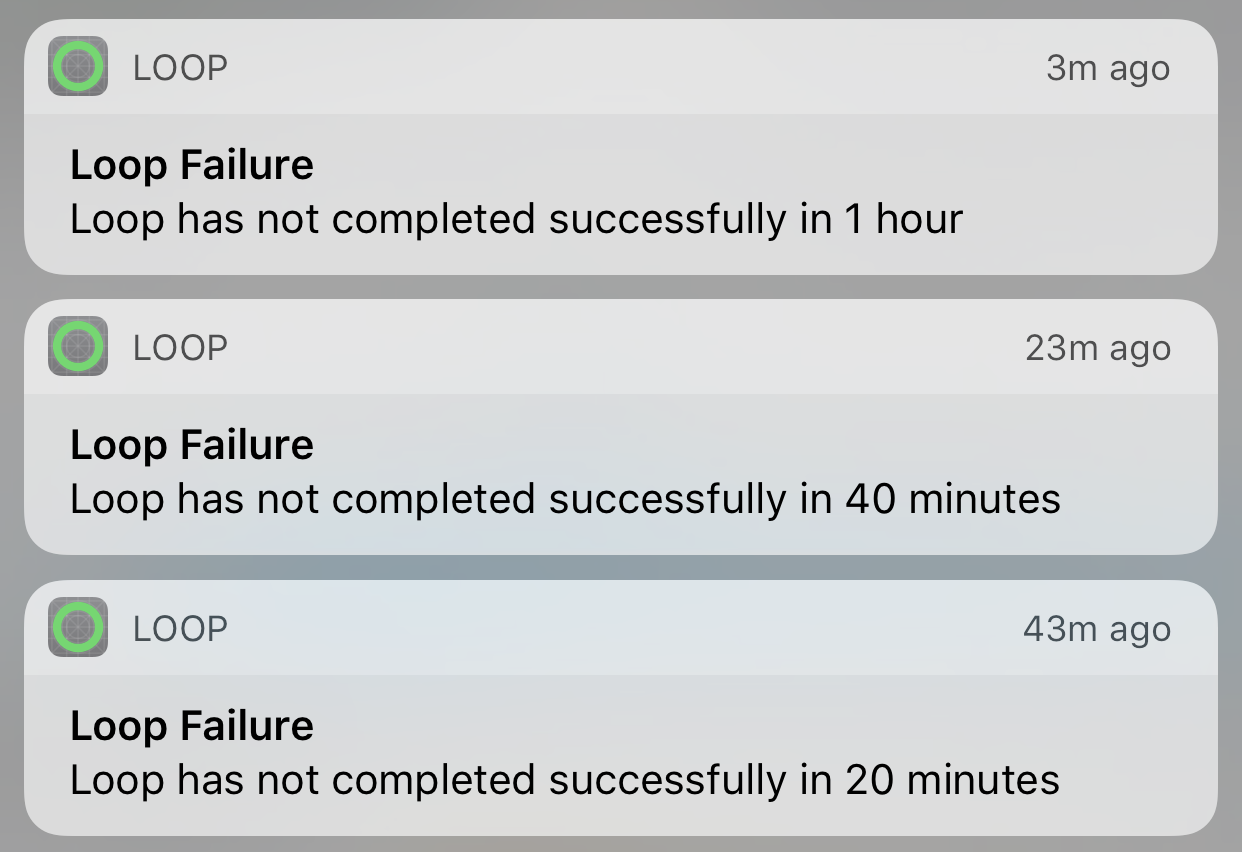 LOOP 3m ago
Loop Failure
Loop has not completed successfully in 1 hour
LOOP 23m ago
Loop Failure
Loop has not completed successfully in 40 minutes
LOOP 43m ago
Loop Failure
Loop has not completed successfully in 20 minutes